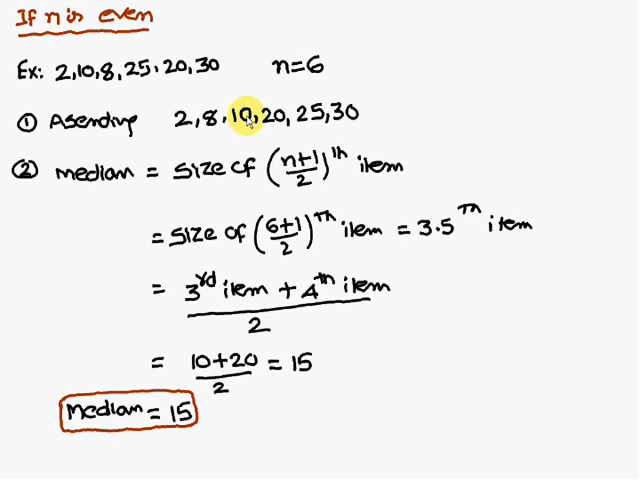 If n is even
Ex: 2,10,8,25,20,30 n=6
① Asending 2,8,10,20,25,30
② median = size of (n+1/2)th item
= size of (6+1/2)th item = 3.5th item
= 3rd item + 4th item / 2
= 10+20/2 = 15
Median = 15